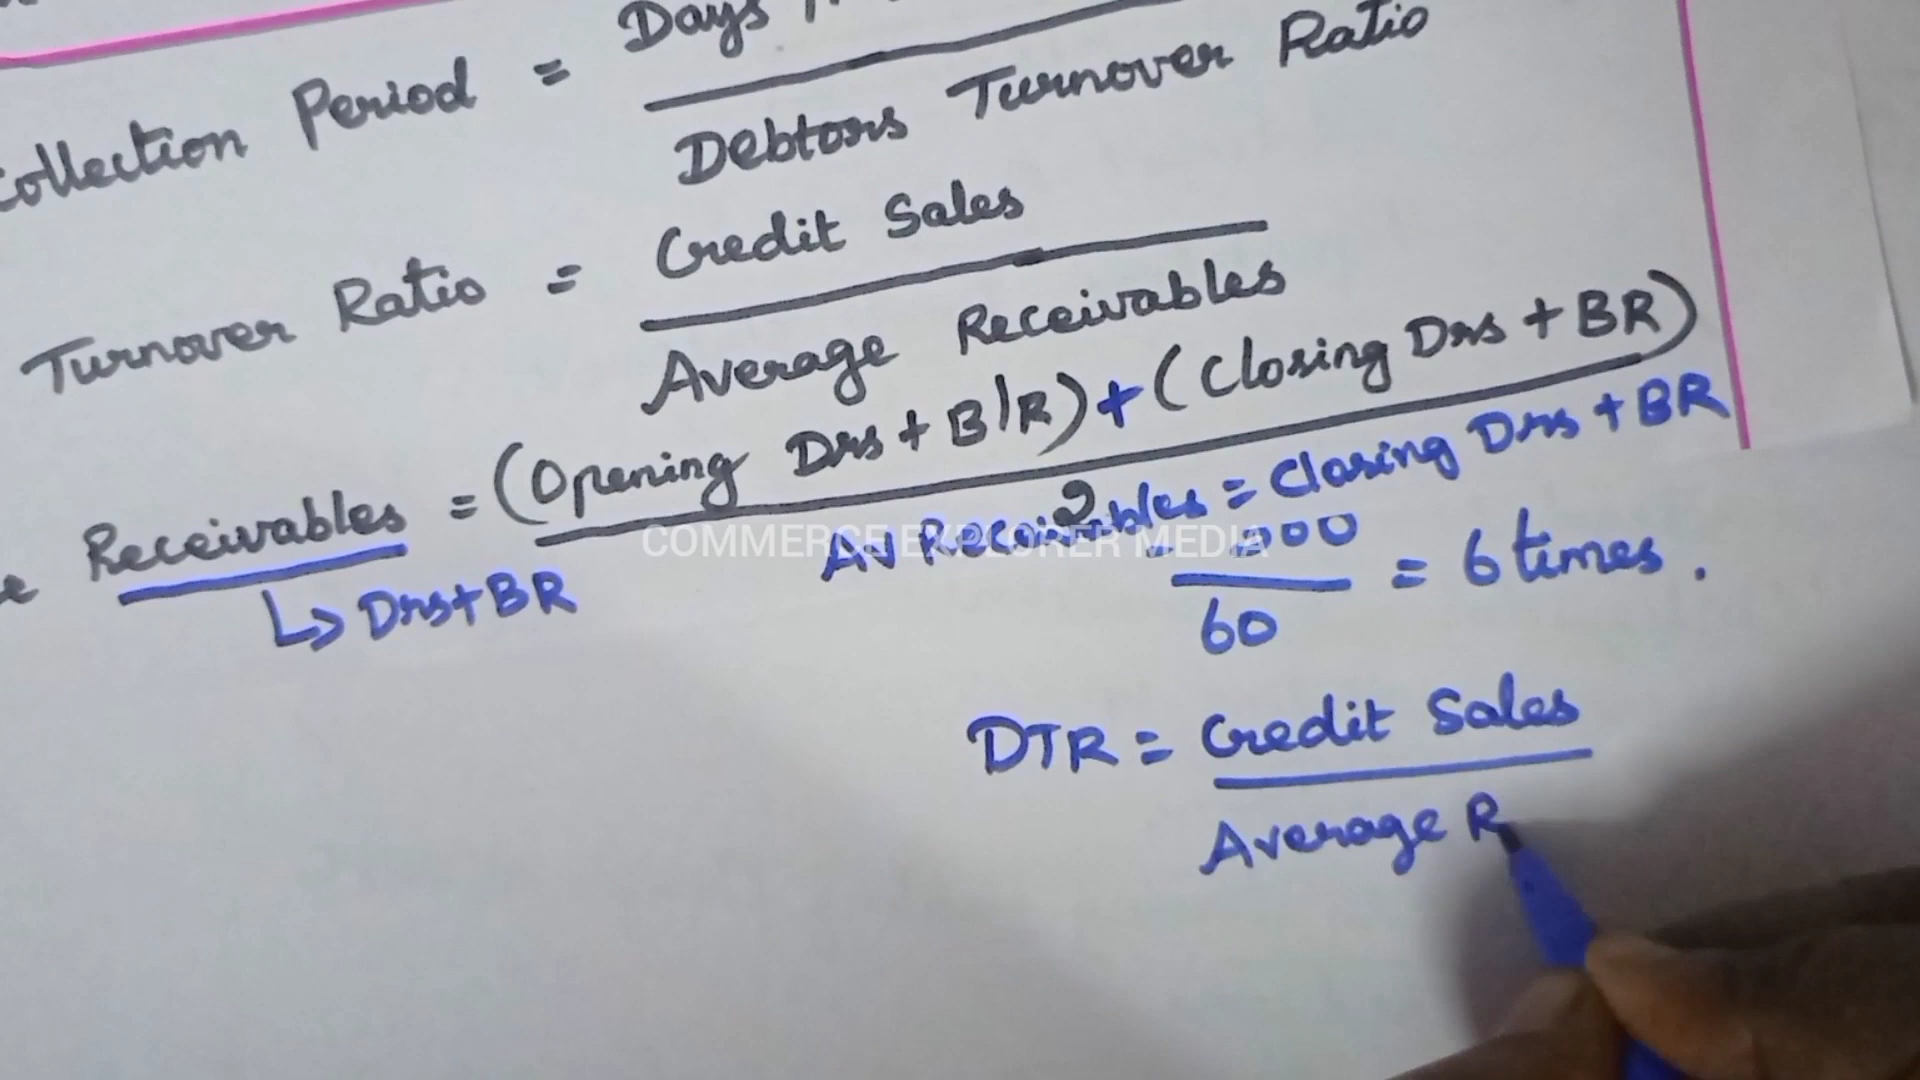 Collection Period = Days
Debtors Turnover Ratio
Turnover Ratio = Credit Sales
Average Receivables
Receivables = (Opening Drs + B/R) + (Closing Drs + BR)
2
Av Receivables = Closing Drs + BR
↳ Drs + BR
60
= 6 times.
DTR = Credit Sales
Average R
COMMERCE EXPLORER MEDIA